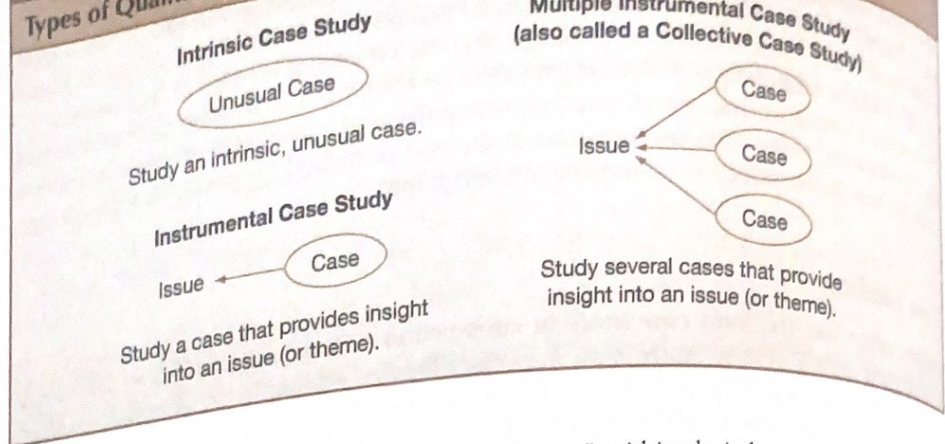 Types of
Intrinsic Case Study
Unusual Case
Study an intrinsic, unusual case.
Instrumental Case Study
Issue
Case
Study a case that provides insight
into an issue (or theme).
Multiple Instrumental Case Study
(also called a Collective Case Study)
Case
Issue
Case
Case
Study several cases that provide
insight into an issue (or theme).